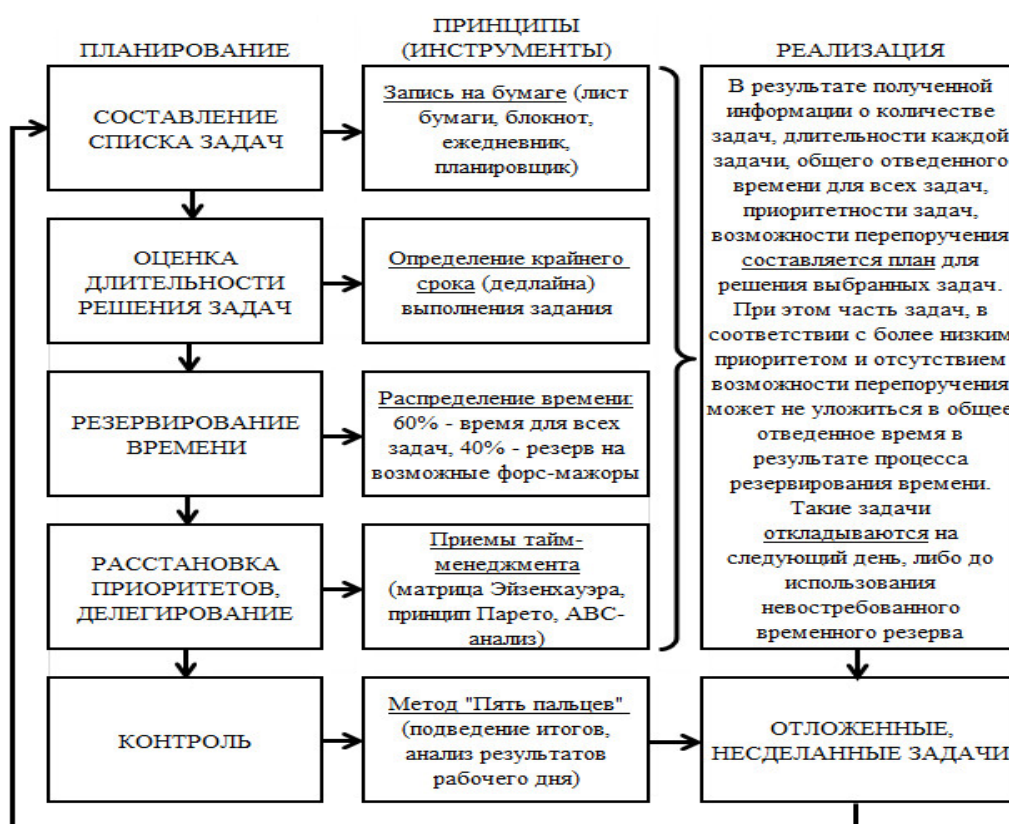 ПЛАНИРОВАНИЕ
ПРИНЦИПЫ
(ИНСТРУМЕНТЫ)
РЕАЛИЗАЦИЯ
СОСТАВЛЕНИЕ
СПИСКА ЗАДАЧ
Запись на бумаге (лист
бумаги, блокнот,
ежедневник,
планировщик)
ОЦЕНКА
ДЛИТЕЛЬНОСТИ
РЕШЕНИЯ ЗАДАЧ
Определение крайнего
срока (дедлайна)
выполнения задания
РЕЗЕРВИРОВАНИЕ
ВРЕМЕНИ
Распределение времени:
60% - время для всех
задач, 40% - резерв на
возможные форс-мажоры
РАССТАНОВКА
ПРИОРИТЕТОВ,
ДЕЛЕГИРОВАНИЕ
Приемы тайм-
менеджмента
(матрица Эйзенхауэра,
принцип Парето, АВС-
анализ)
В результате полученной
информации о количестве
задач, длительности каждой
задачи, общего отведенного
времени для всех задач,
приоритетности задач,
возможности перепоручения
составляется план для
решения выбранных задач.
При этом часть задач, в
соответствии с более низким
приоритетом и отсутствием
возможности перепоручения
может не уложиться в общее
отведенное время в
результате процесса
резервирования времени.
Такие задачи
откладываются на
следующий день, либо до
использования
невостребованного
временного резерва
КОНТРОЛЬ
Метод "Пять пальцев"
(подведение итогов,
анализ результатов
рабочего дня)
ОТЛОЖЕННЫЕ,
НЕСДЕЛАННЫЕ ЗАДАЧИ